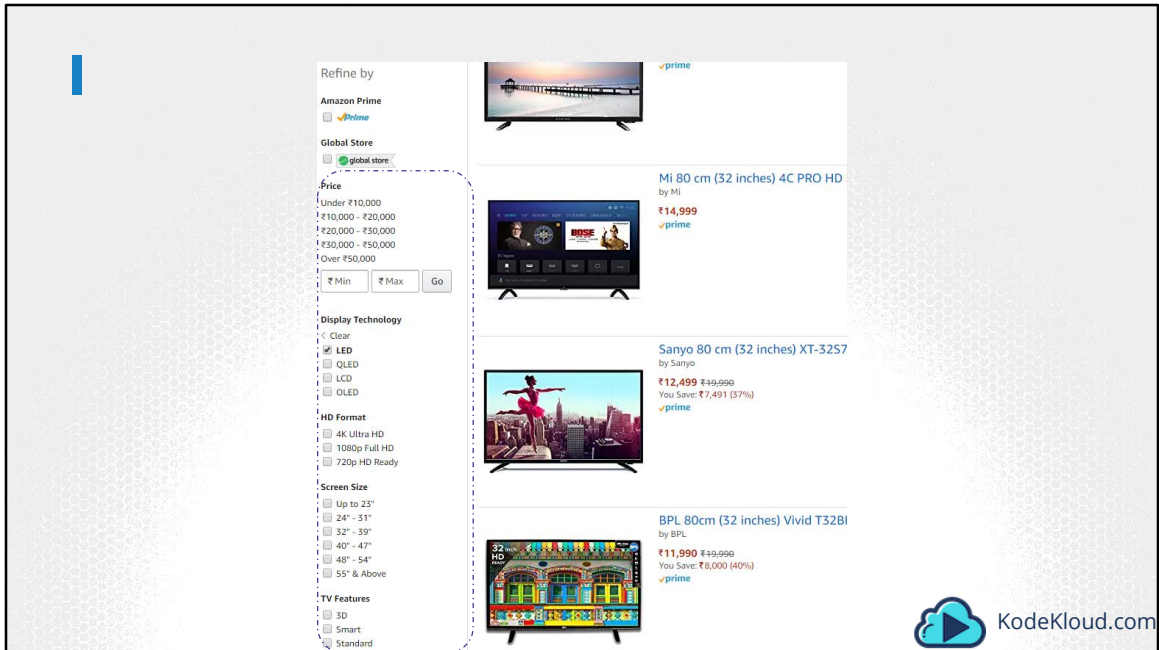 Refine by
Amazon Prime
Prime
Global Store
global store
Price
Under ₹10,000
₹10,000 - ₹20,000
₹20,000 - ₹30,000
₹30,000 - ₹50,000
Over ₹50,000
₹ Min ₹ Max Go
Display Technology
< Clear
LED
QLED
LCD
OLED
HD Format
4K Ultra HD
1080p Full HD
720p HD Ready
Screen Size
Up to 23"
24" - 31"
32" - 39"
40" - 47"
48" - 54"
55" & Above
TV Features
3D
Smart
Standard
prime
Mi 80 cm (32 inches) 4C PRO HD
by Mi
₹14,999
prime
BOSE
Sanyo 80 cm (32 inches) XT-32S7
by Sanyo
₹12,499 ₹19,990
You Save: ₹7,491 (37%)
prime
BPL 80cm (32 inches) Vivid T32BI
by BPL
₹11,990 ₹19,990
You Save: ₹8,000 (40%)
prime
32 inch
HD
READY
KodeKloud.com